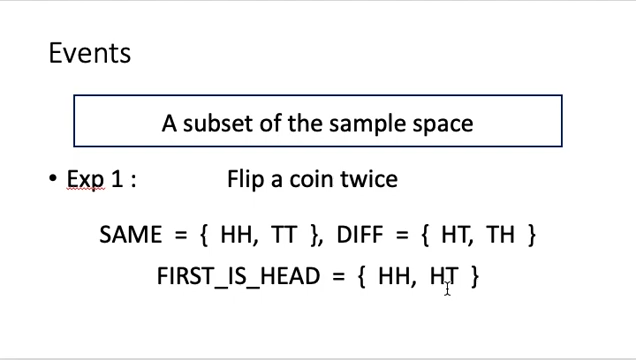 Events
A subset of the sample space
• Exp 1 : Flip a coin twice
SAME = { HH, TT }, DIFF = { HT, TH }
FIRST_IS_HEAD = { HH, HT }